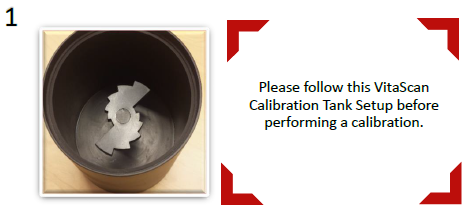 1
Please follow this VitaScan
Calibration Tank Setup before
performing a calibration.